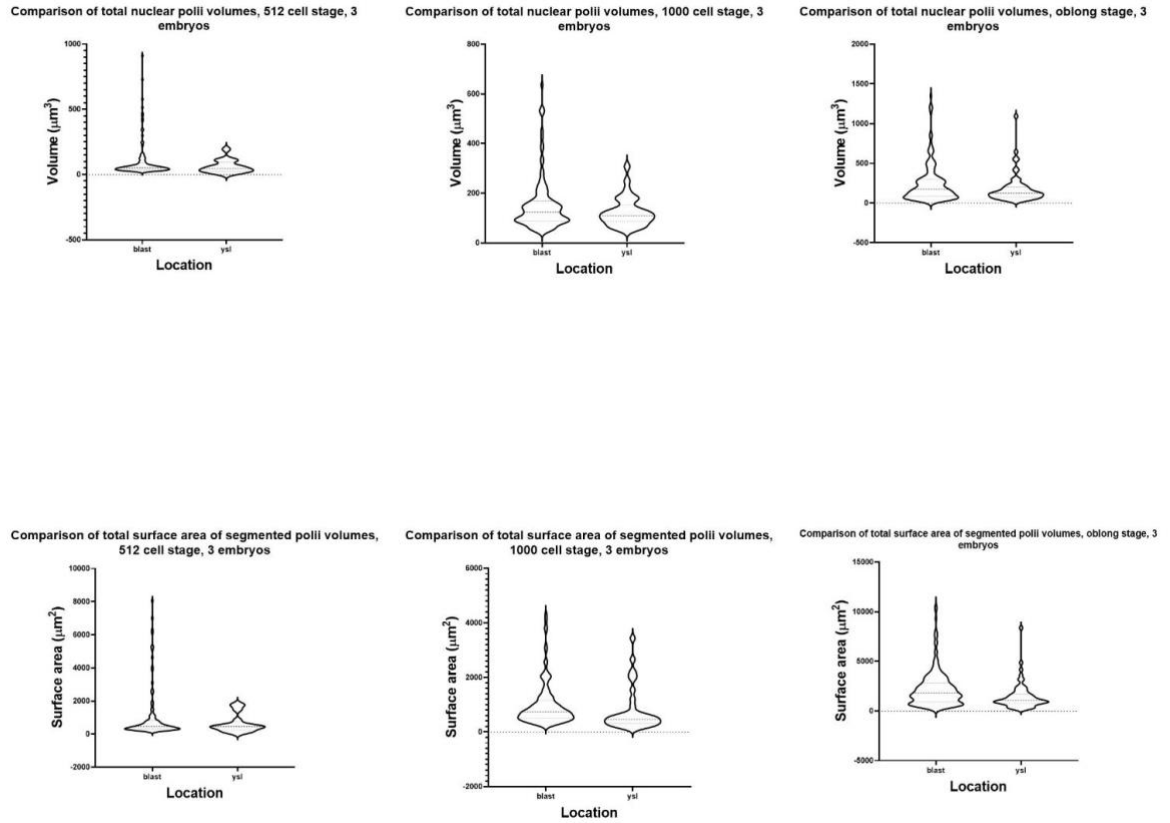 Comparison of total nuclear polii volumes, 512 cell stage, 3
embryos
1000
500
0
-500
Volume (μm³)
blast
ysl
Location
Comparison of total nuclear polii volumes, 1000 cell stage, 3
embryos
800
600
400
200
0
Volume (μm³)
blast
ysl
Location
Comparison of total nuclear polii volumes, oblong stage, 3
embryos
2000
1500
1000
500
0
-500
Volume (μm³)
blast
ysl
Location
Comparison of total surface area of segmented polii volumes,
512 cell stage, 3 embryos
10000
8000
6000
4000
2000
0
-2000
Surface area (μm²)
blast
ysl
Location
Comparison of total surface area of segmented polii volumes,
1000 cell stage, 3 embryos
6000
4000
2000
0
-2000
Surface area (μm²)
blast
ysl
Location
Comparison of total surface area of segmented polii volumes, oblong stage, 3
embryos
15000
10000
5000
0
-5000
Surface area (μm²)
blast
ysl
Location